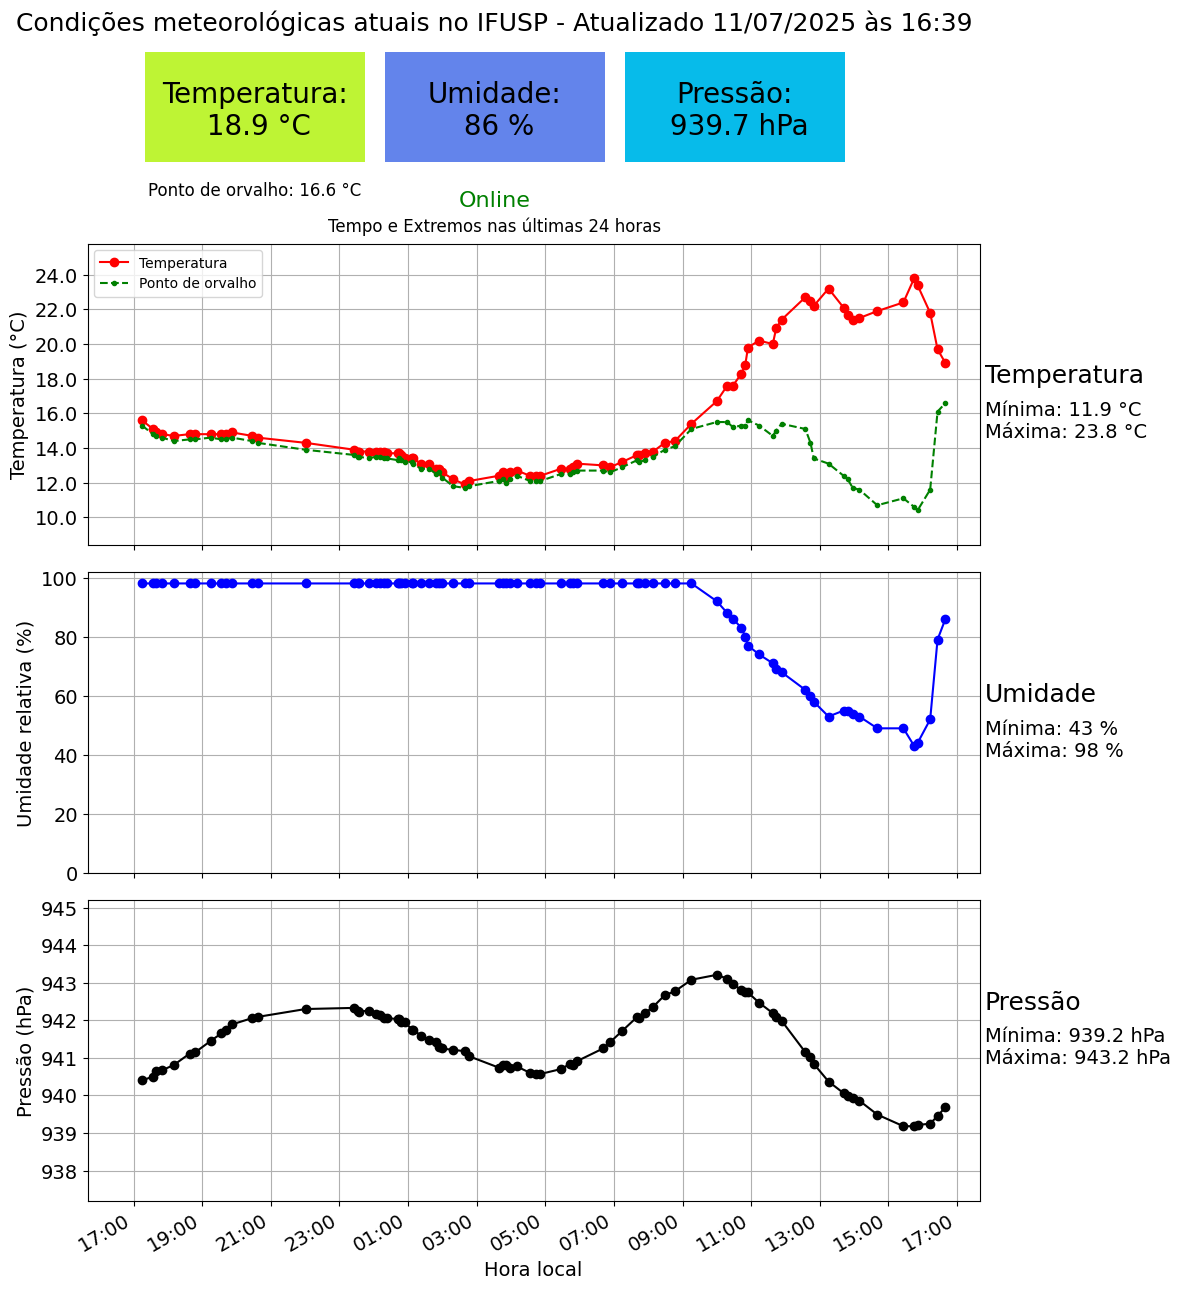 Condições meteorológicas atuais no IFUSP - Atualizado 11/07/2025 às 16:39
Temperatura:
18.9 °C
Umidade:
86 %
Pressão:
939.7 hPa
Ponto de orvalho: 16.6 °C
Online
Tempo e Extremos nas últimas 24 horas
Temperatura
Ponto de orvalho
Temperatura (°C)
24.0
22.0
20.0
18.0
16.0
14.0
12.0
10.0
Temperatura
Mínima: 11.9 °C
Máxima: 23.8 °C
Umidade relativa (%)
100
80
60
40
20
0
Umidade
Mínima: 43 %
Máxima: 98 %
Pressão (hPa)
945
944
943
942
941
940
939
938
Pressão
Mínima: 939.2 hPa
Máxima: 943.2 hPa
17:00 19:00 21:00 23:00 01:00 03:00 05:00 07:00 09:00 11:00 13:00 15:00 17:00
Hora local